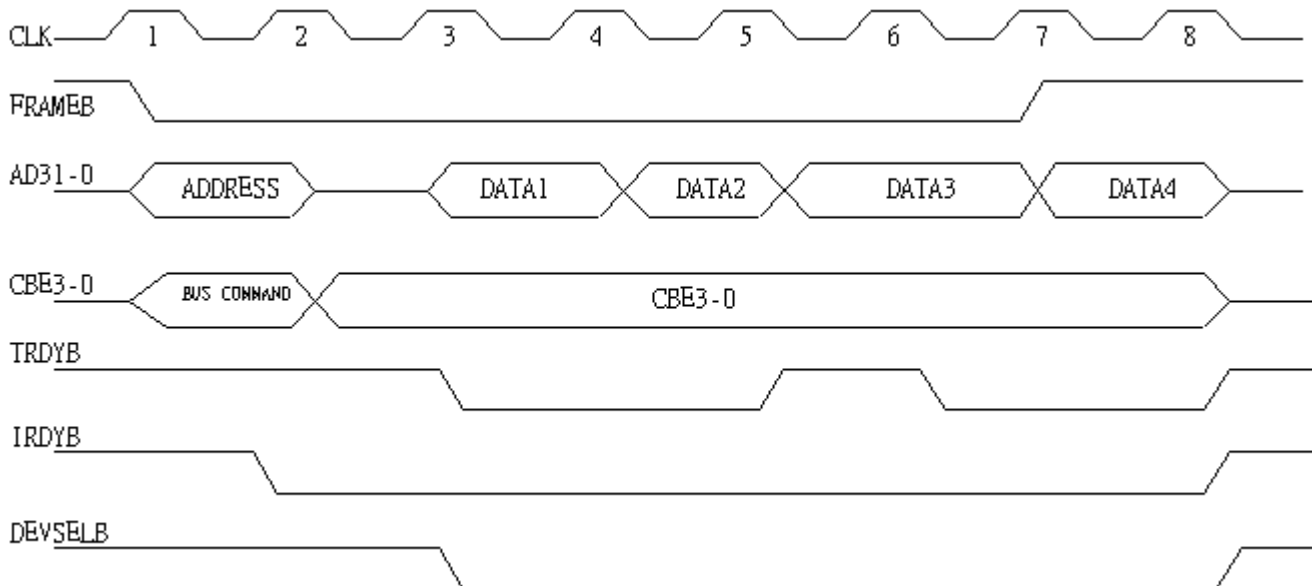 CLK 1 2 3 4 5 6 7 8
FRAMEB
AD31-0 ADDRESS DATA1 DATA2 DATA3 DATA4
CBE3-0 BUS COMMAND CBE3-0
TRDYB
IRDYB
DEVSELB